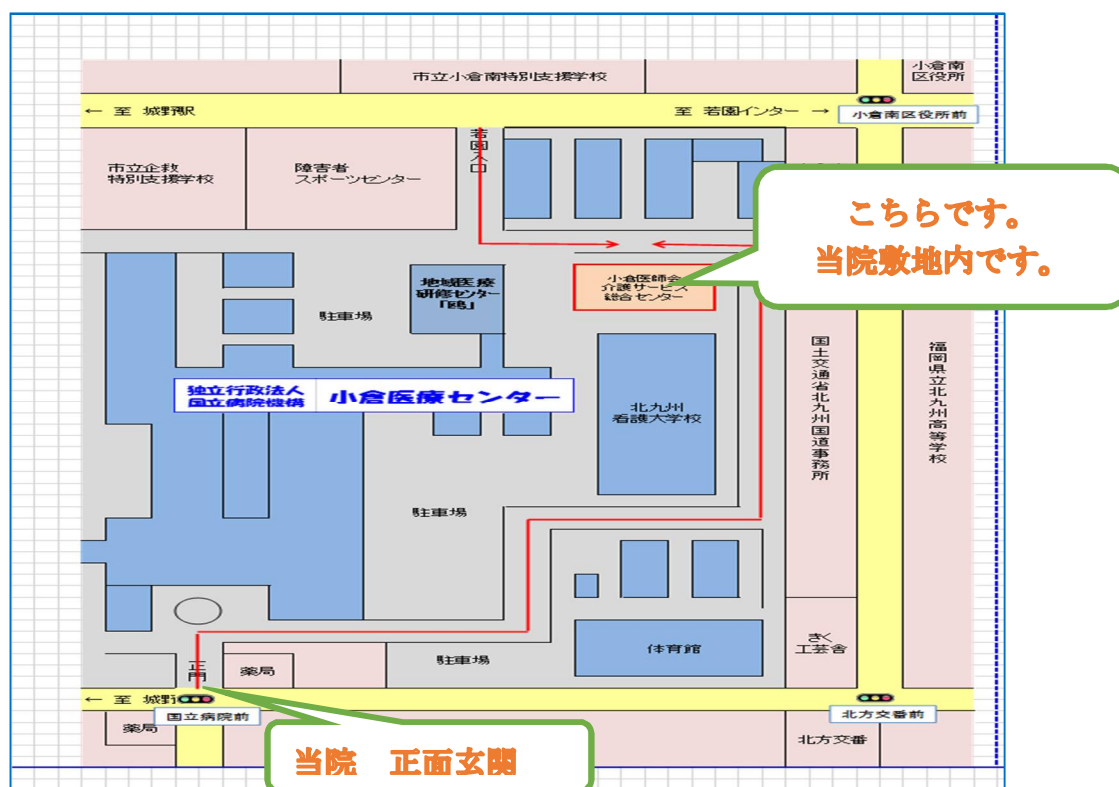 市立小倉南特別支援学校
小倉南
区役所
← 至 城野駅
至 若園インター →
小倉南区役所前
若園入口
市立企救
特別支援学校
障害者
スポーツセンター
こちらです。
当院敷地内です。
地域医療
研修センター
「鴎」
小倉医師会
介護サービス
総合センター
駐車場
国土交通省北九州国道事務所
福岡県立北九州高等学校
独立行政法人
国立病院機構
小倉医療センター
北九州
看護大学校
駐車場
正門
薬局
駐車場
体育館
きく
工芸舎
← 至 城野
国立病院前
北方交番前
薬局
北方交番
当院 正面玄関